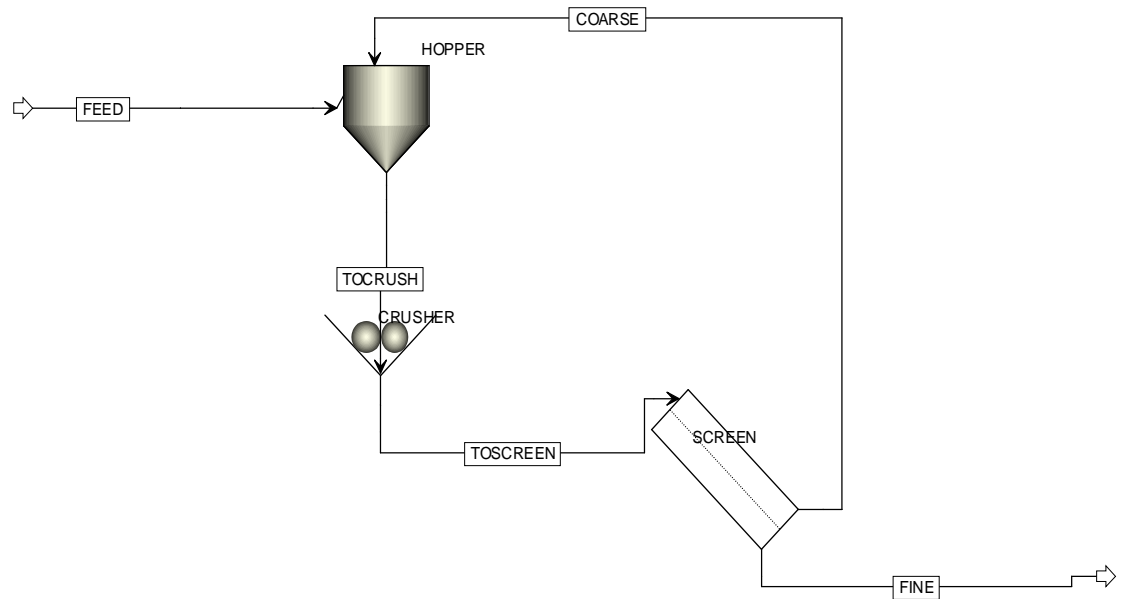 COARSE
HOPPER
FEED
TOCRUSH
CRUSHER
SCREEN
TOSCREEN
FINE